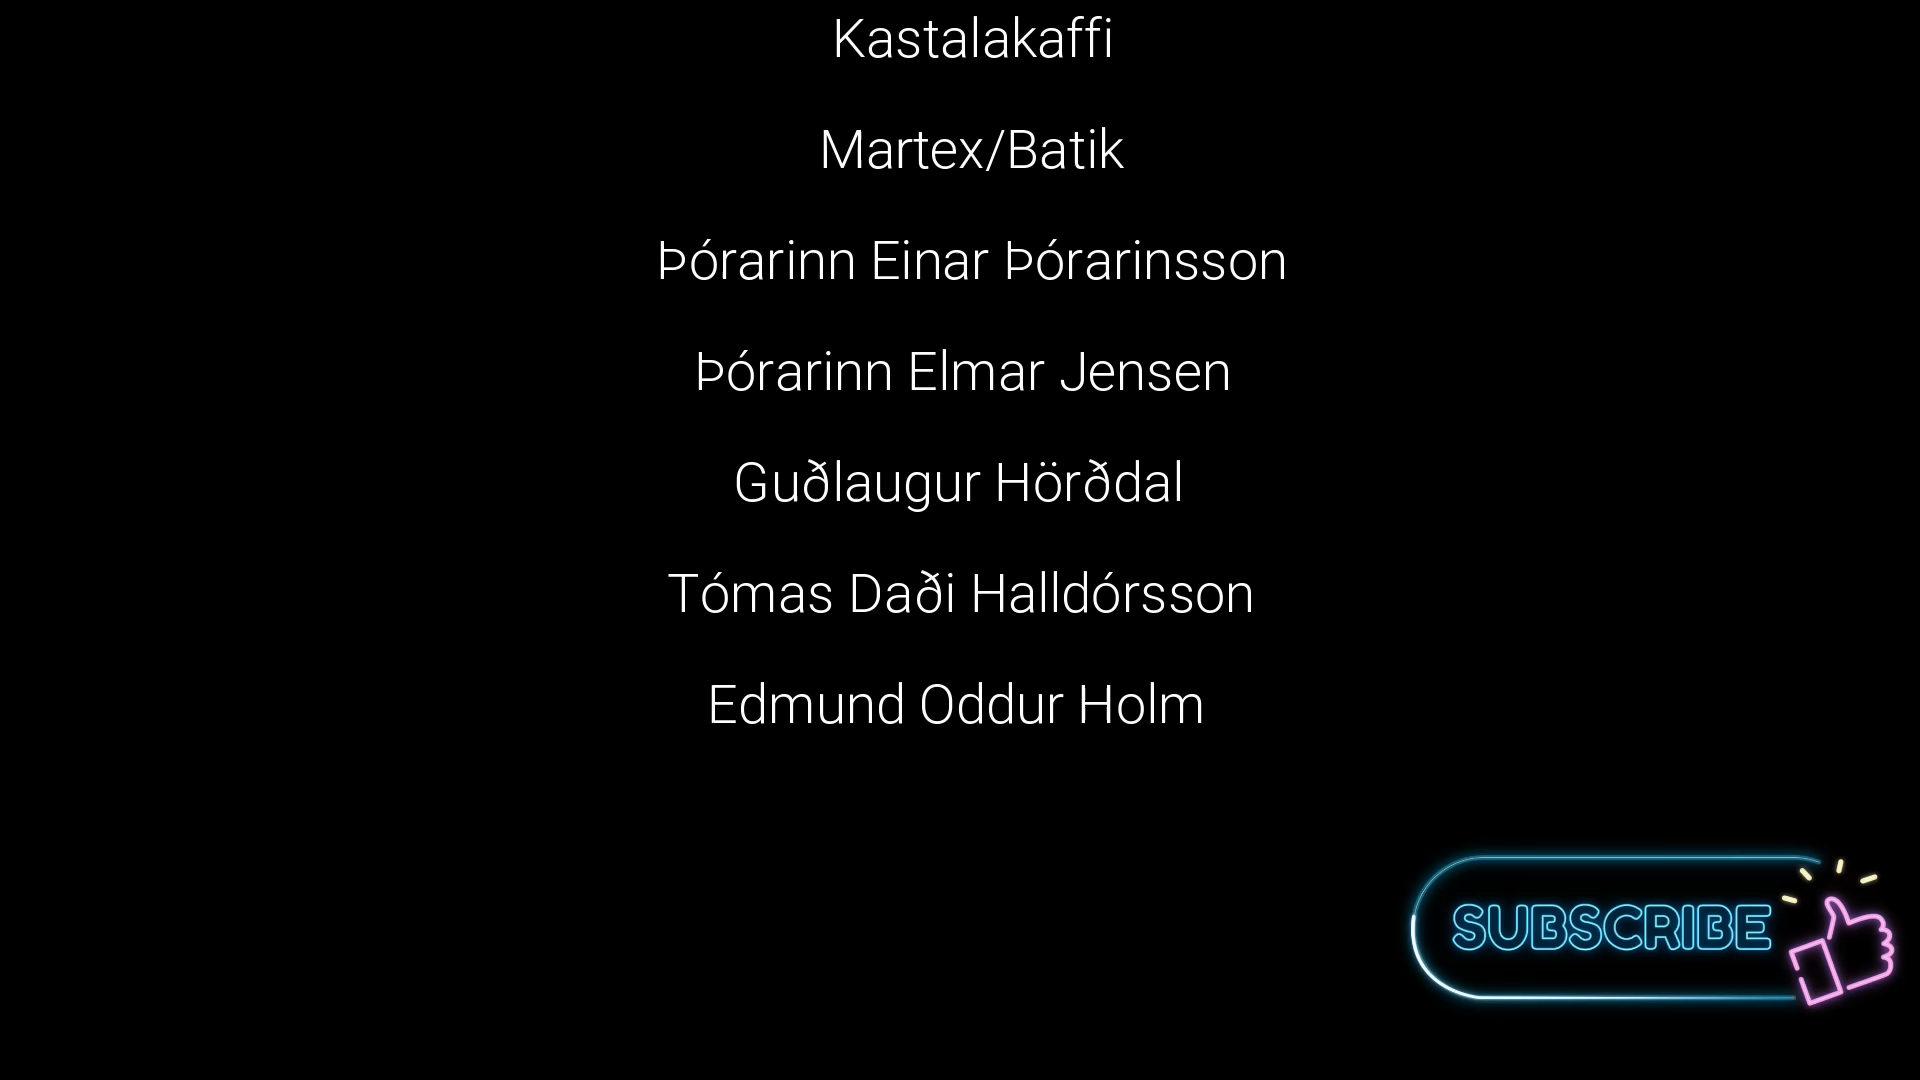 Kastalakaffi
Martex/Batik
Þórarinn Einar Þórarinsson
Þórarinn Elmar Jensen
Guðlaugur Hörðdal
Tómas Daði Halldórsson
Edmund Oddur Holm
SUBSCRIBE